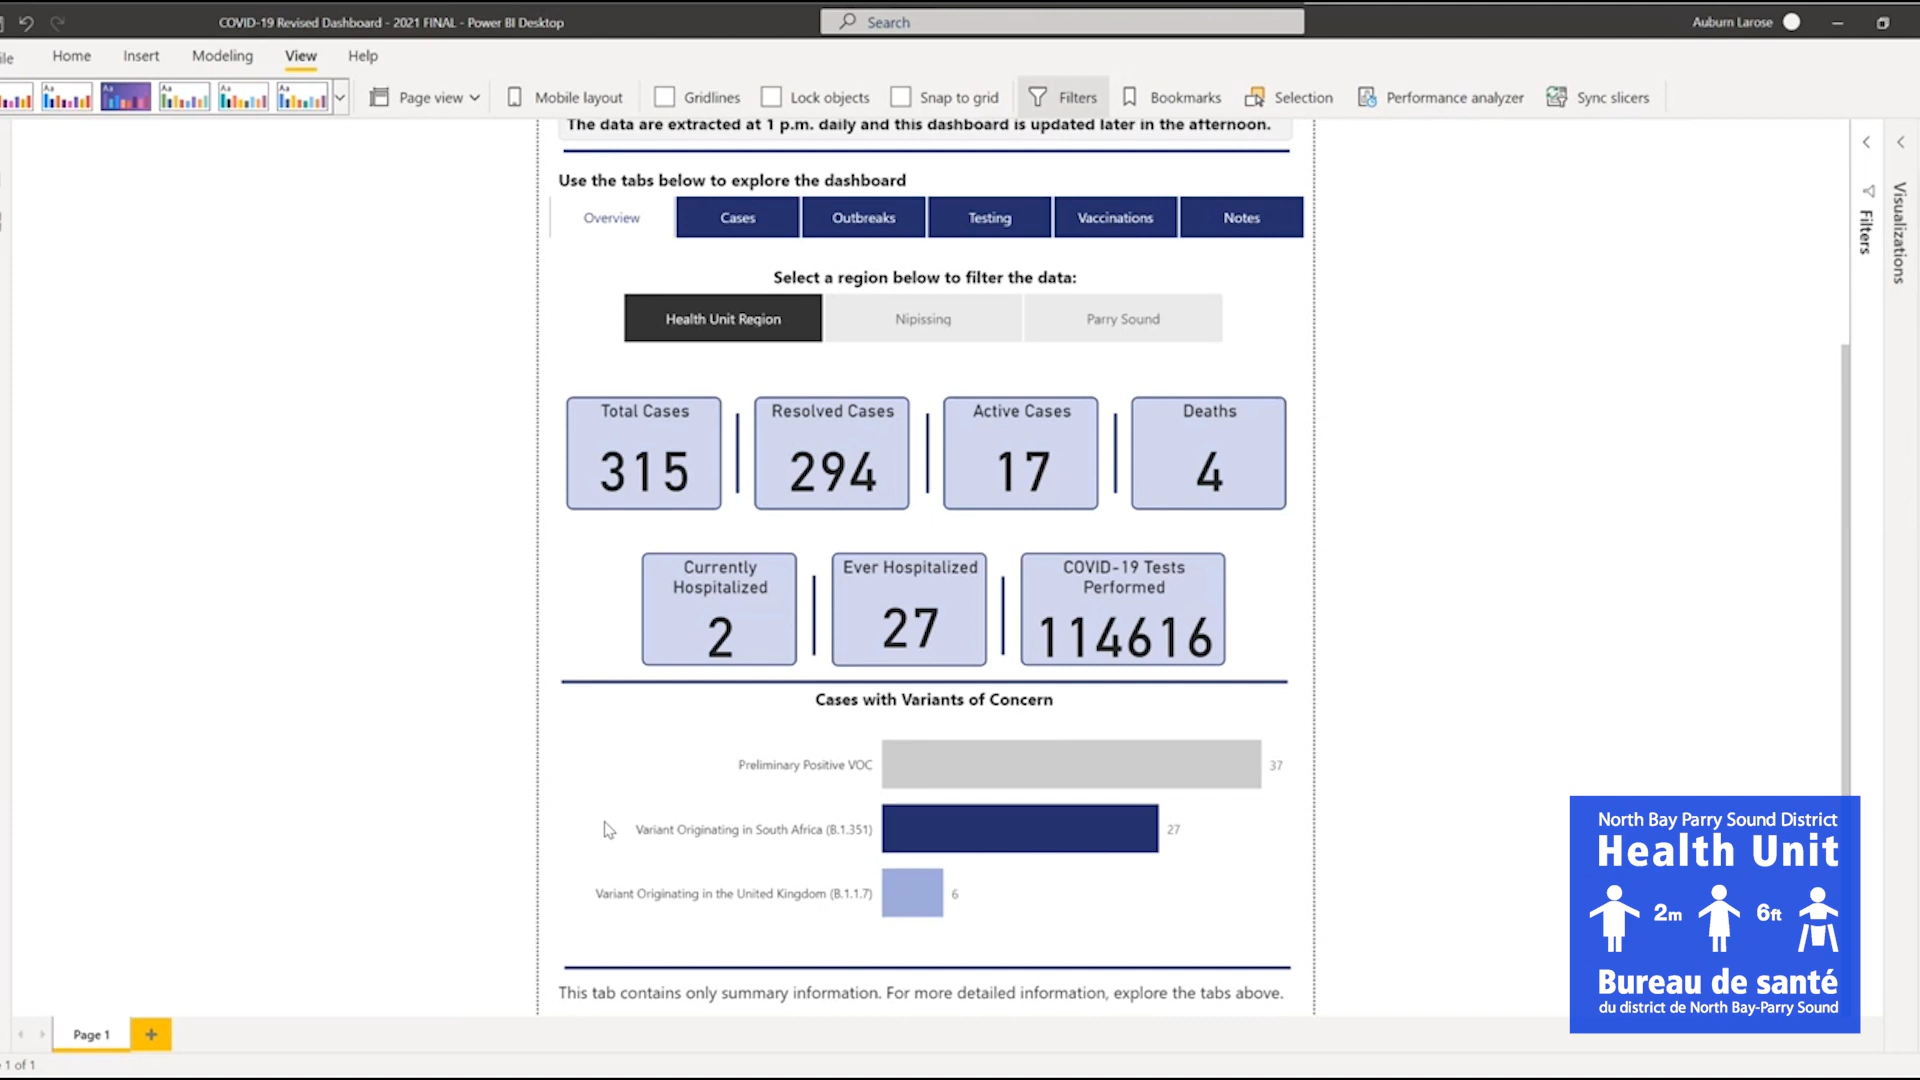 COVID-19 Revised Dashboard - 2021 FINAL - Power BI Desktop
Search
Auburn Larose
Home Insert Modeling View Help
Page view Mobile layout Gridlines Lock objects Snap to grid Filters Bookmarks Selection Performance analyzer Sync slicers
The data are extracted at 1 p.m. daily and this dashboard is updated later in the afternoon.
Use the tabs below to explore the dashboard
Overview Cases Outbreaks Testing Vaccinations Notes
Select a region below to filter the data:
Health Unit Region Nipissing Parry Sound
Total Cases
315
Resolved Cases
294
Active Cases
17
Deaths
4
Currently
Hospitalized
2
Ever Hospitalized
27
COVID-19 Tests
Performed
114616
Cases with Variants of Concern
Preliminary Positive VOC 37
Variant Originating in South Africa (B.1.351) 27
Variant Originating in the United Kingdom (B.1.1.7) 6
This tab contains only summary information. For more detailed information, explore the tabs above.
Filters
Visualizations
North Bay Parry Sound District
Health Unit
2m 6ft
Bureau de santé
du district de North Bay-Parry Sound
Page 1
1 of 1